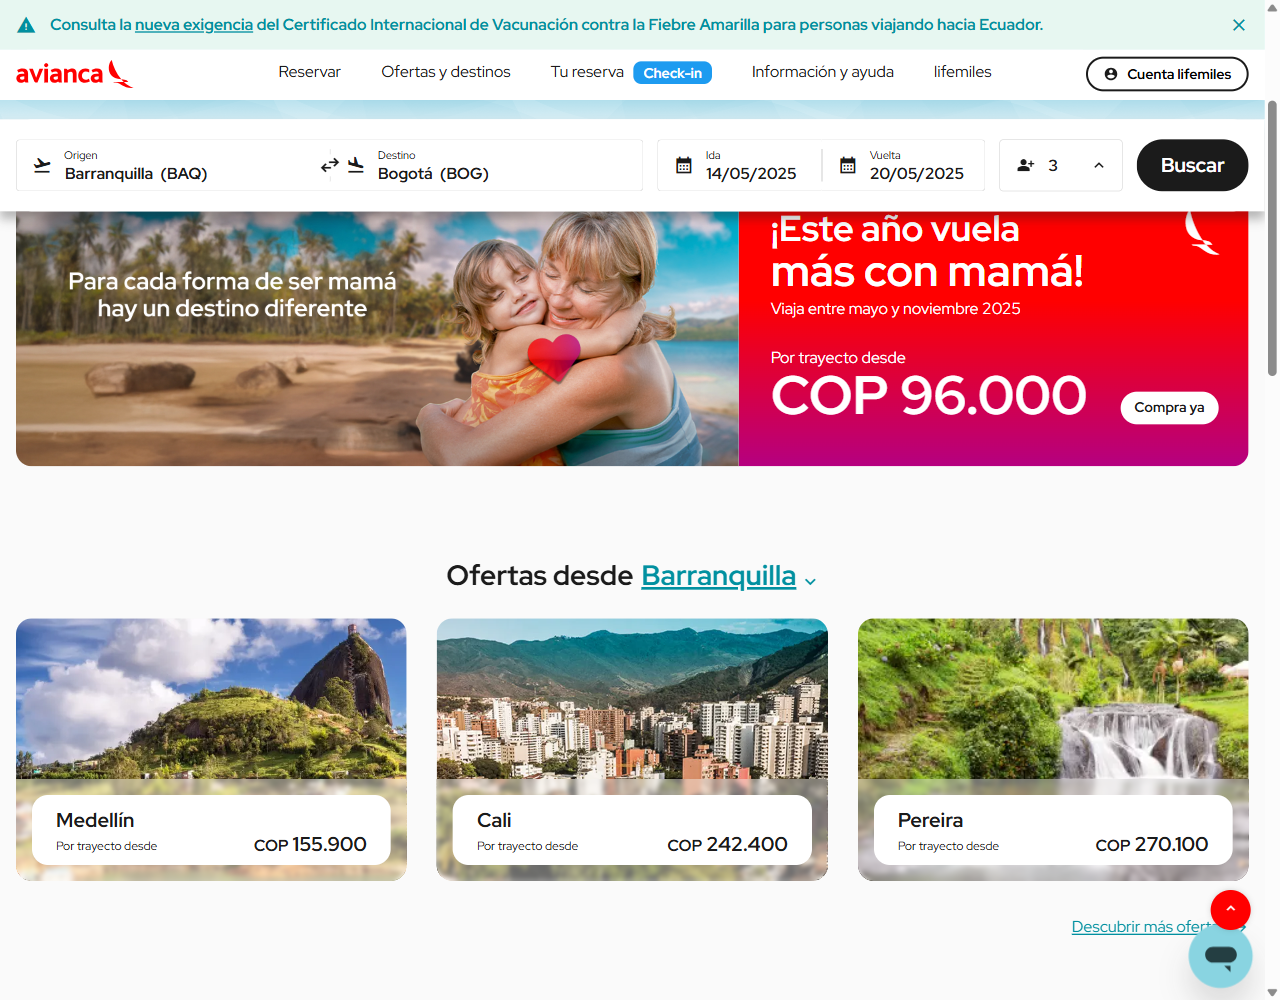 Consulta la nueva exigencia del Certificado Internacional de Vacunación contra la Fiebre Amarilla para personas viajando hacia Ecuador.
avianca
Reservar
Ofertas y destinos
Tu reserva
Check-in
Información y ayuda
lifemiles
Cuenta lifemiles
Origen
Barranquilla (BAQ)
Destino
Bogotá (BOG)
Ida
14/05/2025
Vuelta
20/05/2025
3
Buscar
Para cada forma de ser mamá
hay un destino diferente
¡Este año vuela
más con mamá!
Viaja entre mayo y noviembre 2025
Por trayecto desde
COP 96.000
Compra ya
Ofertas desde Barranquilla
Medellín
Por trayecto desde
COP 155.900
Cali
Por trayecto desde
COP 242.400
Pereira
Por trayecto desde
COP 270.100
Descubrir más ofert